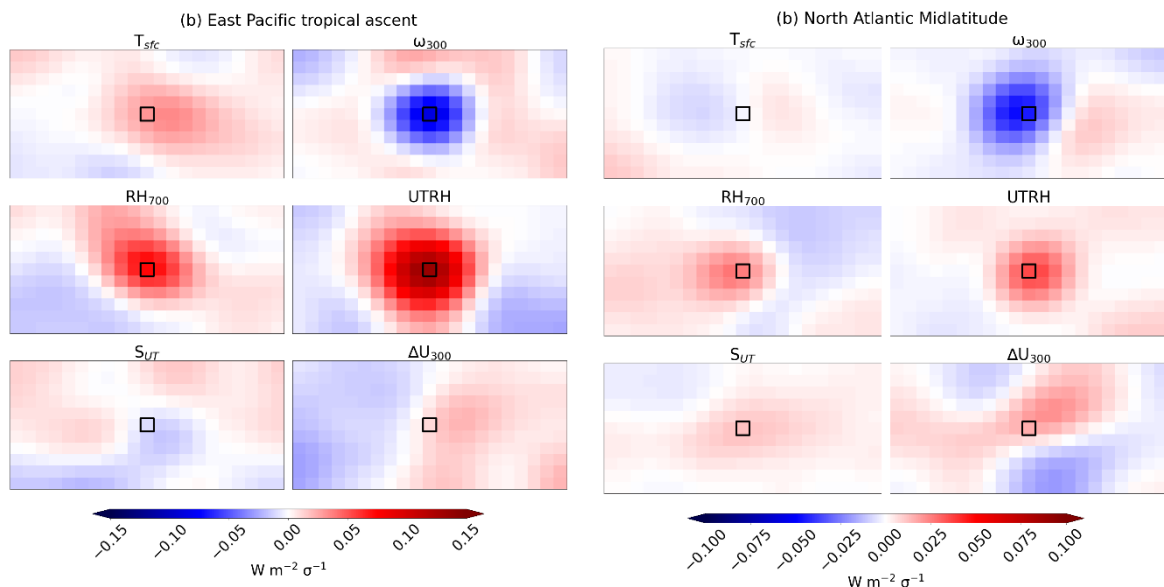 (b) East Pacific tropical ascent
T_sfc ω_300
RH_700 UTRH
S_UT ΔU_300
−0.15 −0.10 −0.05 0.00 0.05 0.10 0.15
W m⁻² σ⁻¹
(b) North Atlantic Midlatitude
T_sfc ω_300
RH_700 UTRH
S_UT ΔU_300
−0.100 −0.075 −0.050 −0.025 0.000 0.025 0.050 0.075 0.100
W m⁻² σ⁻¹